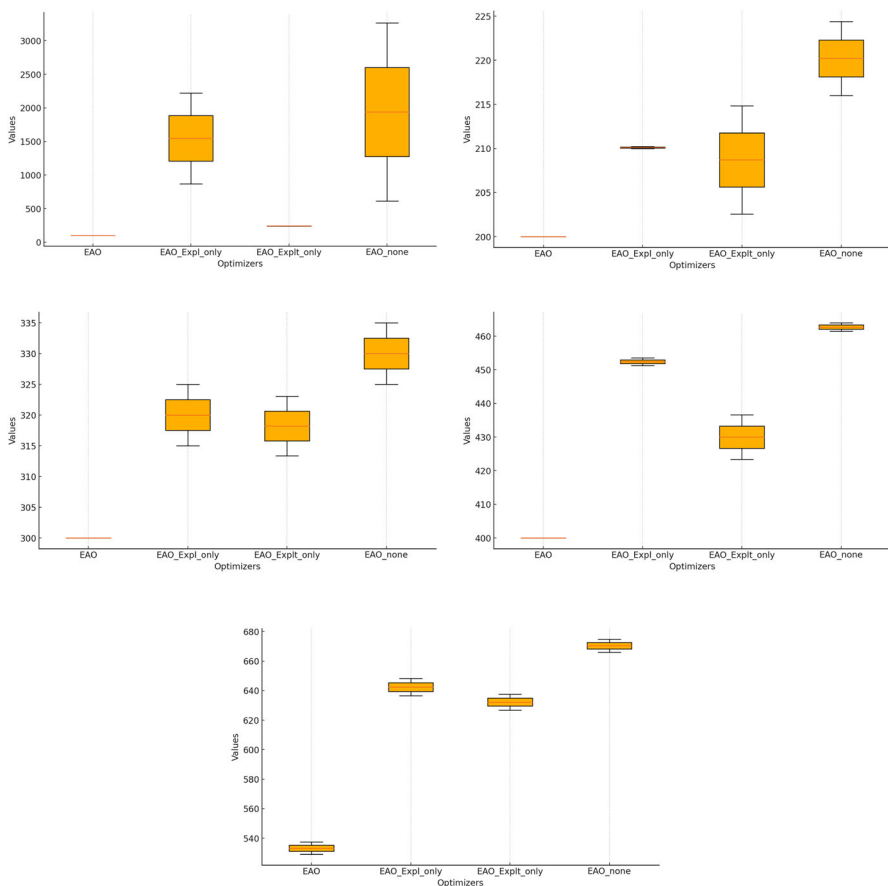 3000
2500
2000
1500
1000
500
0
Values
EAO
EAO_Expl_only
EAO_Explt_only
EAO_none
Optimizers
225
220
215
210
205
200
Values
EAO
EAO_Expl_only
EAO_Explt_only
EAO_none
Optimizers
335
330
325
320
315
310
305
300
Values
EAO
EAO_Expl_only
EAO_Explt_only
EAO_none
Optimizers
460
450
440
430
420
410
400
Values
EAO
EAO_Expl_only
EAO_Explt_only
EAO_none
Optimizers
680
660
640
620
600
580
560
540
Values
EAO
EAO_Expl_only
EAO_Explt_only
EAO_none
Optimizers